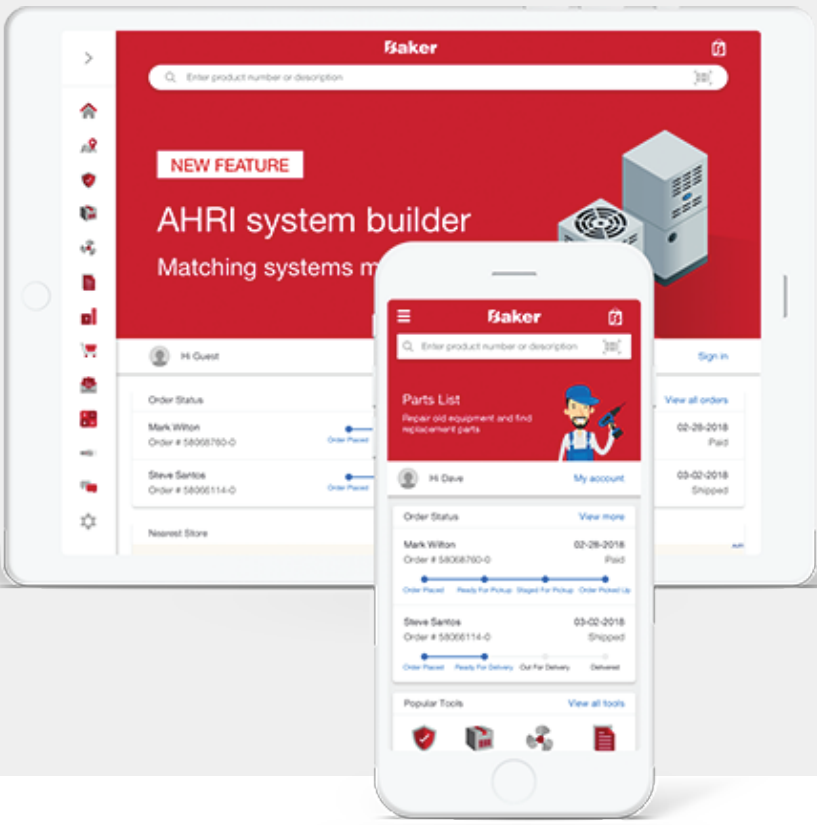 Baker
Enter product number or description
NEW FEATURE
AHRI system builder
Matching systems m
Hi Guest
Sign in
Order Status
View all orders
Mark Wilton
02-28-2018
Order # 58068760-0
Paid
Order Placed
Steve Santos
03-02-2018
Order # 58066114-0
Shipped
Order Placed
Nearest Store
Baker
Enter product number or description
Parts List
Repair old equipment and find
replacement parts
Hi Dave
My account
Order Status
View more
Mark Wilton
02-28-2018
Order # 58068760-0
Paid
Order Placed Ready For Pickup Staged For Pickup Order Picked Up
Steve Santos
03-02-2018
Order # 58066114-0
Shipped
Order Placed Ready For Delivery Out For Delivery Delivered
Popular Tools
View all tools